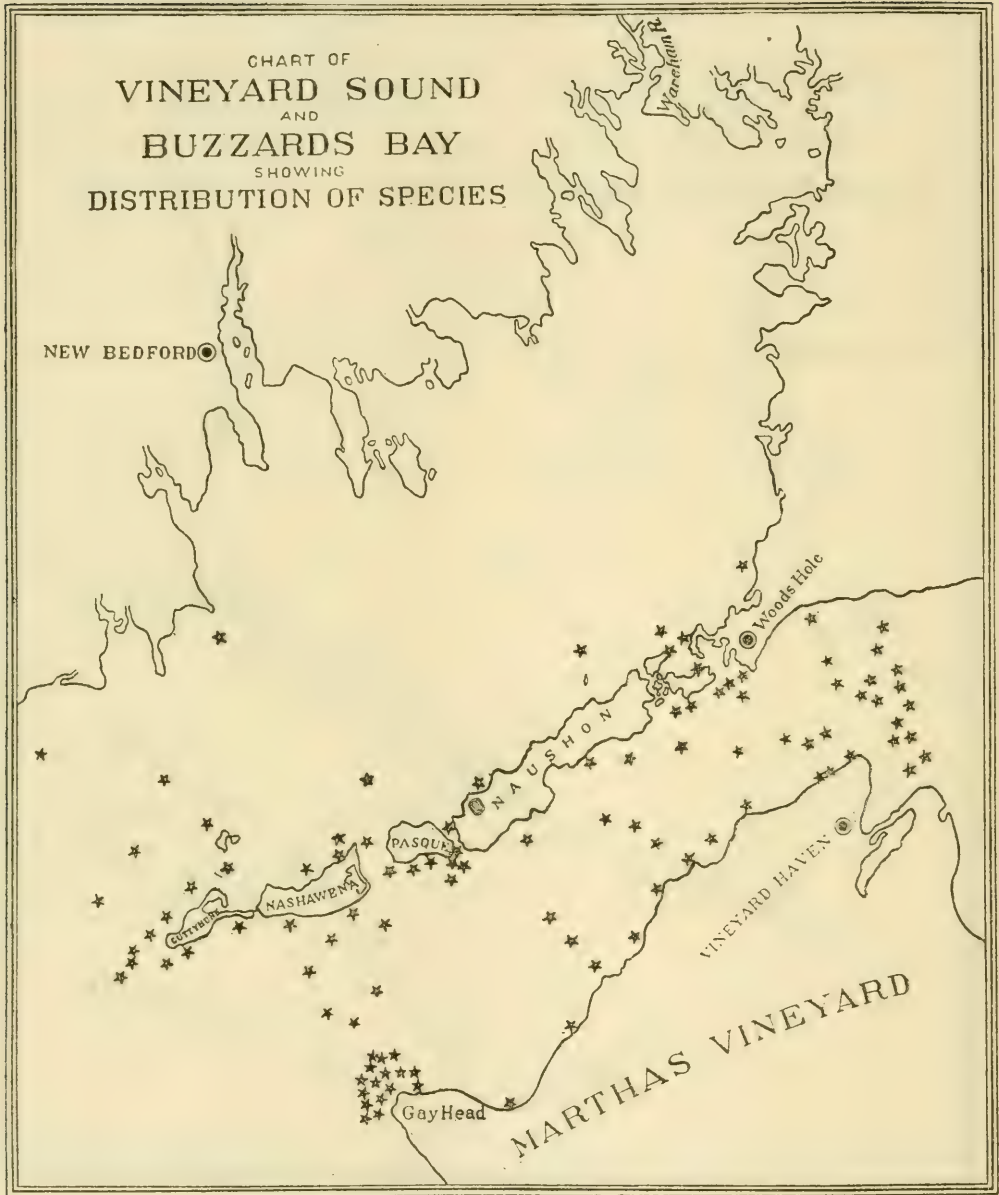 CHART OF
VINEYARD SOUND
AND
BUZZARDS BAY
SHOWING
DISTRIBUTION OF SPECIES
Wareham R.
NEW BEDFORD
Woods Hole
NAUSHON
PASQUE
NASHAWENA
CUTTYHUNK
VINEYARD HAVEN
MARTHAS VINEYARD
Gay Head